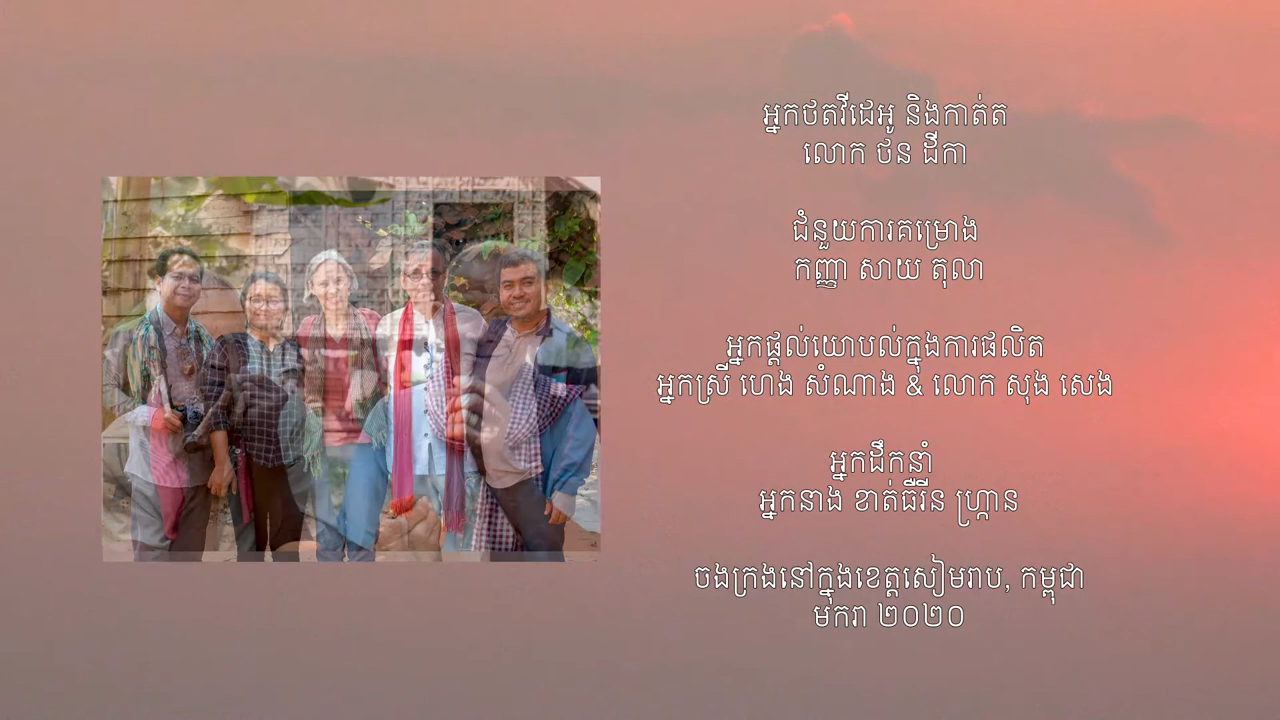 អ្នកថតវីដេអូ និងកាត់ត
លោក ថន ដីកា
ជំនួយការគម្រោង
កញ្ញា សាយ តុលា
អ្នកផ្តល់យោបល់ក្នុងការផលិត
អ្នកស្រី ហេង សំណាង & លោក សុង សេង
អ្នកដឹកនាំ
អ្នកនាង ខាត់ធឺរីន ហ្រ្កាន
ចងក្រងនៅក្នុងខេត្តសៀមរាប, កម្ពុជា
មករា ២០២០